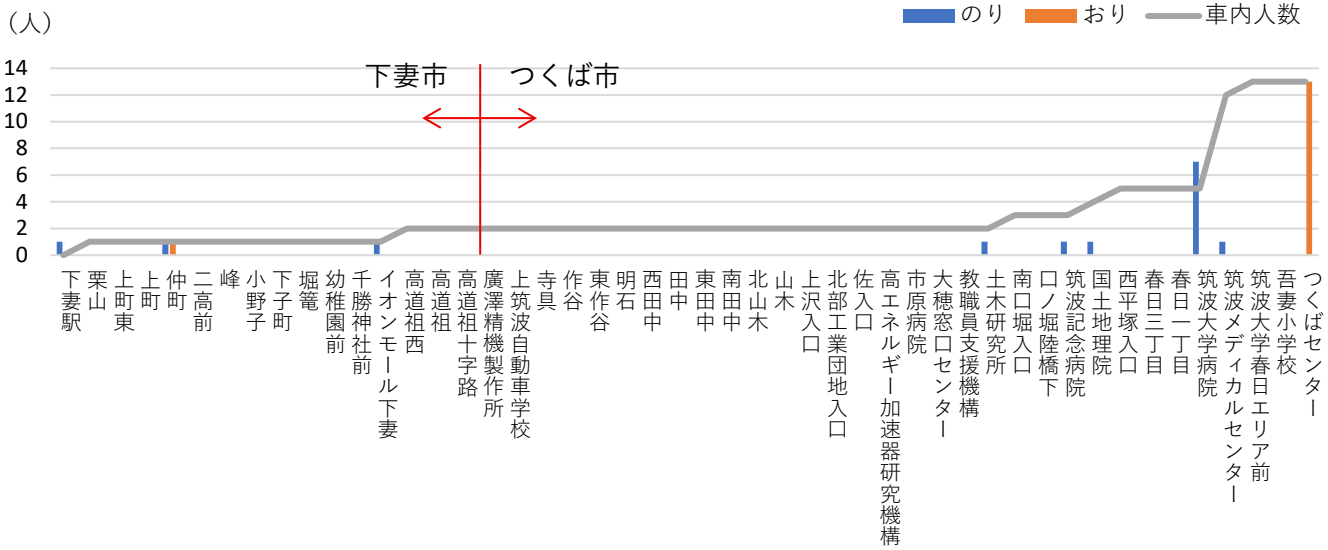 （人）
のり
おり
車内人数
14
12
10
8
6
4
2
0
下妻市
つくば市
下妻駅
栗山
上町東
上町
仲町
二高前
峰
小野子
下子町
堀篭
幼稚園前
千勝神社前
イオンモール下妻
高道祖西
高道祖
高道祖十字路
廣澤精機製作所
上筑波自動車学校
寺具
作谷
東作谷
明石
西田中
田中
東田中
南田中
北山木
山木
上沢入口
北部工業団地入口
佐入口
高エネルギー加速器研究機構
市原病院
大穂窓口センター
教職員支援機構
土木研究所
南口堀入口
口ノ堀陸橋下
筑波記念病院
国土地理院
西平塚入口
春日三丁目
春日一丁目
筑波大学病院
筑波メディカルセンター
筑波大学春日エリア前
吾妻小学校
つくばセンター